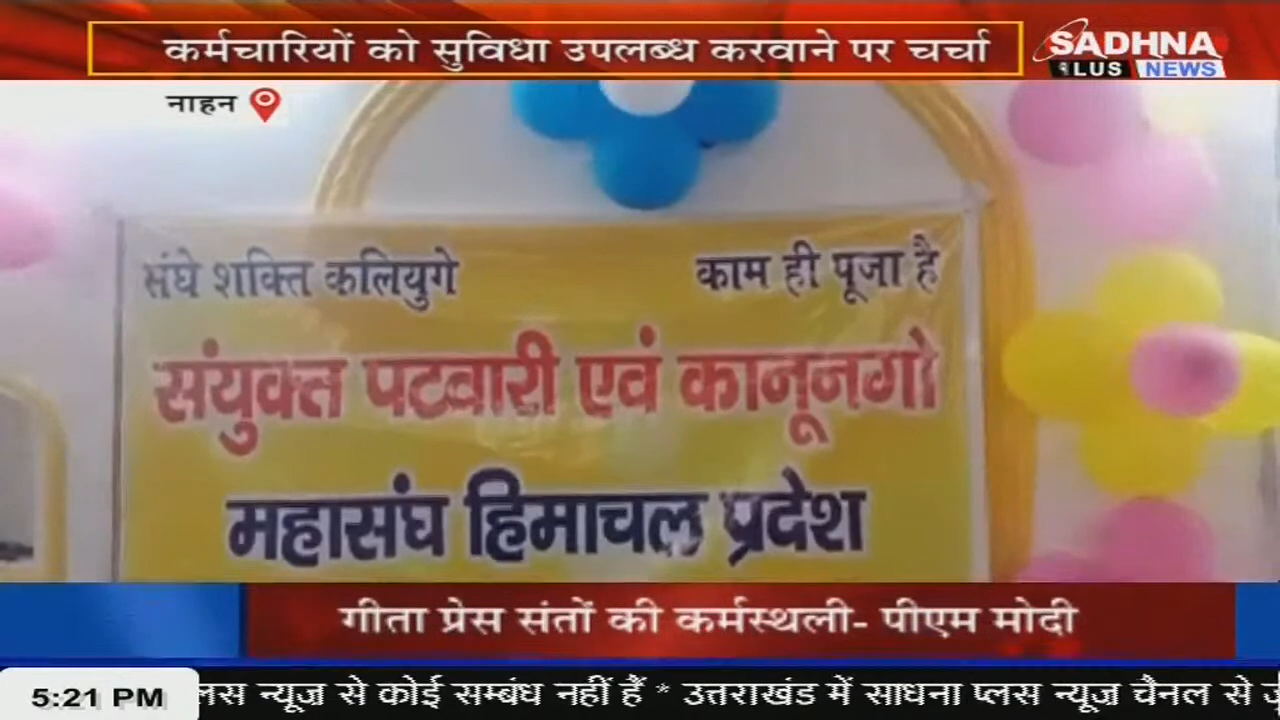 कर्मचारियों को सुविधा उपलब्ध करवाने पर चर्चा
SADHNA
PLUS NEWS
नाहन
संघे शक्ति कलियुगे काम ही पूजा है
संयुक्त पटवारी एवं कानूनगो
महासंघ हिमाचल प्रदेश
गीता प्रेस संतों की कर्मस्थली- पीएम मोदी
5:21 PM
न्यूज़ से कोई सम्बंध नहीं हैं * उत्तराखंड में साधना प्लस न्यूज़ चैनल से